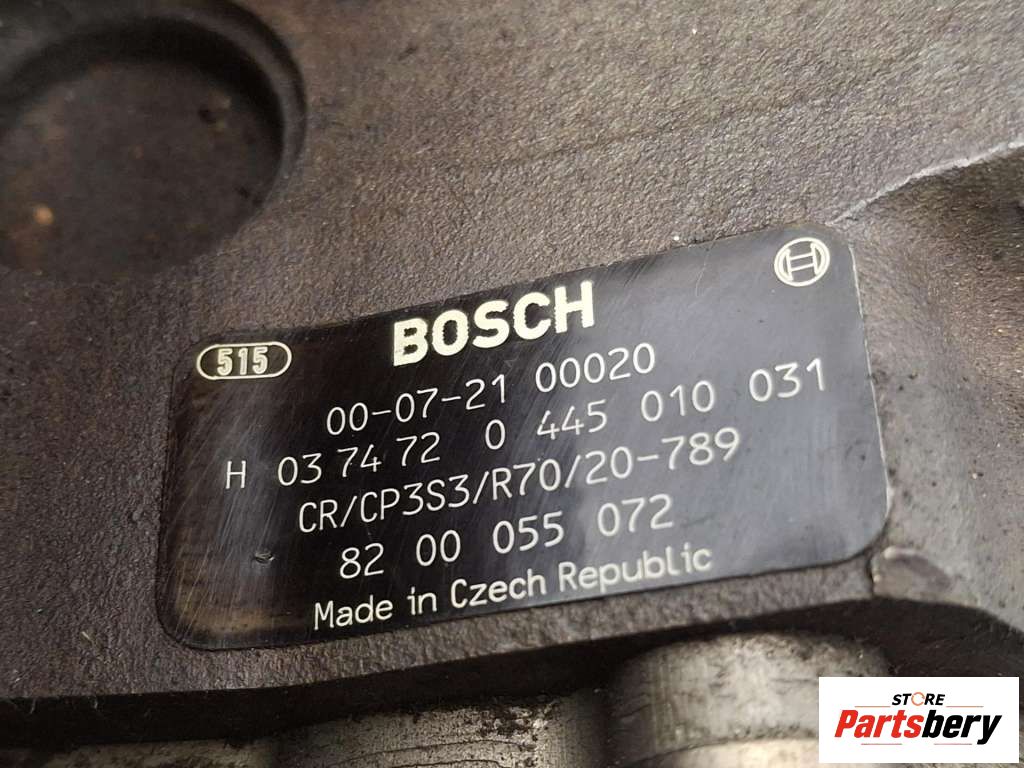 BOSCH
515
00-07-21 00020
H 03 74 72 0 445 010 031
CR/CP3S3/R70/20-789
82 00 055 072
Made in Czech Republic
STORE
Partsbery